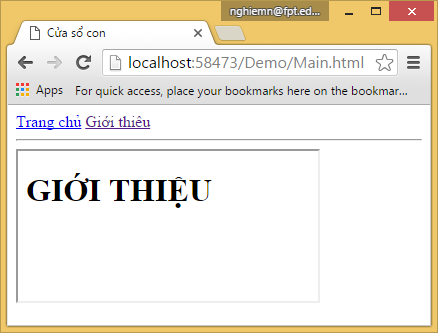 nghiemn@fpt.ed...
Cửa sổ con
localhost:58473/Demo/Main.html
Apps For quick access, place your bookmarks here on the bookmar...
Trang chủ Giới thiêu
GIỚI THIỆU